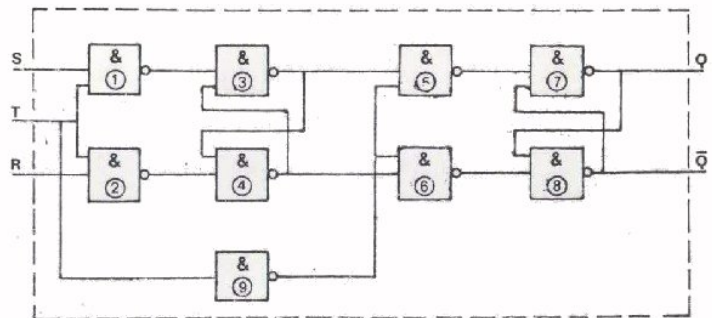 S & & & & Q
① ③ ⑤ ⑦
T
R & & & & Q̅
② ④ ⑥ ⑧
&
⑨